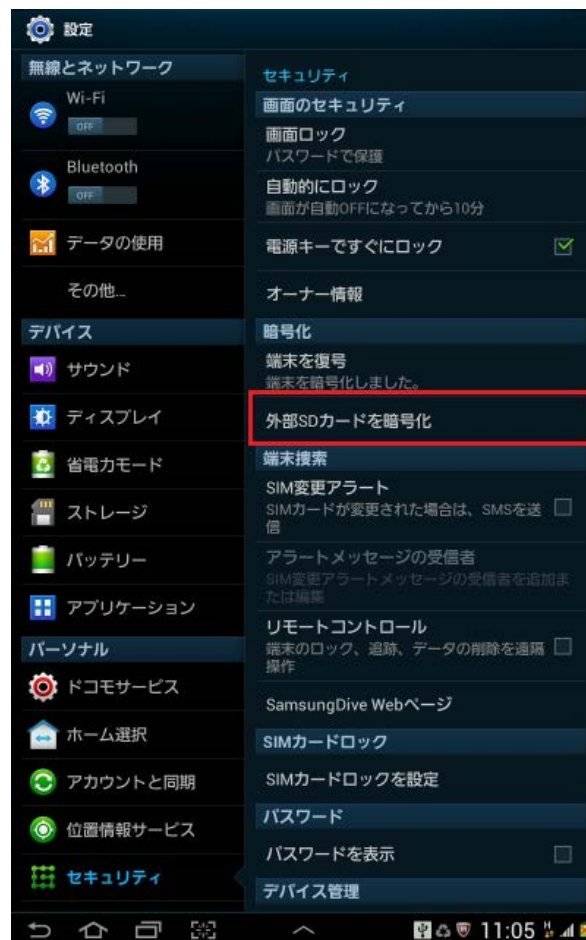 設定
無線とネットワーク
Wi-Fi
OFF
Bluetooth
OFF
データの使用
その他...
デバイス
サウンド
ディスプレイ
省電力モード
ストレージ
バッテリー
アプリケーション
パーソナル
ドコモサービス
ホーム選択
アカウントと同期
位置情報サービス
セキュリティ
セキュリティ
画面のセキュリティ
画面ロック
パスワードで保護
自動的にロック
画面が自動OFFになってから10分
電源キーですぐにロック
オーナー情報
暗号化
端末を復号
端末を暗号化しました。
外部SDカードを暗号化
端末捜索
SIM変更アラート
SIMカードが変更された場合は、SMSを送
信
アラートメッセージの受信者
SIM変更アラートメッセージの受信者を追加ま
たは編集
リモートコントロール
端末のロック、追跡、データの削除を遠隔
操作
SamsungDive Webページ
SIMカードロック
SIMカードロックを設定
パスワード
パスワードを表示
デバイス管理
11:05